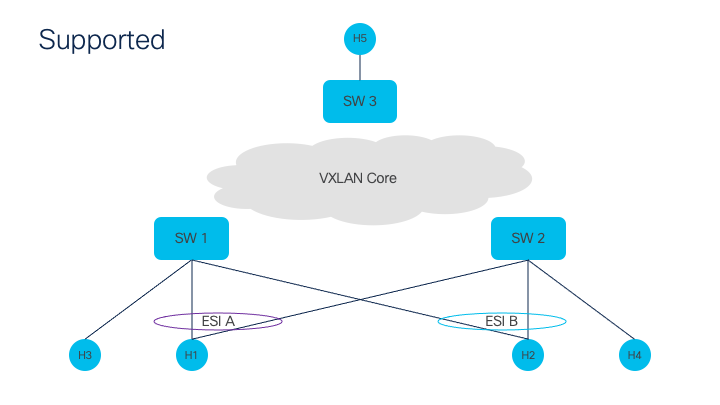 Supported
H5
SW 3
VXLAN Core
SW 1
SW 2
ESI A
ESI B
H3
H1
H2
H4